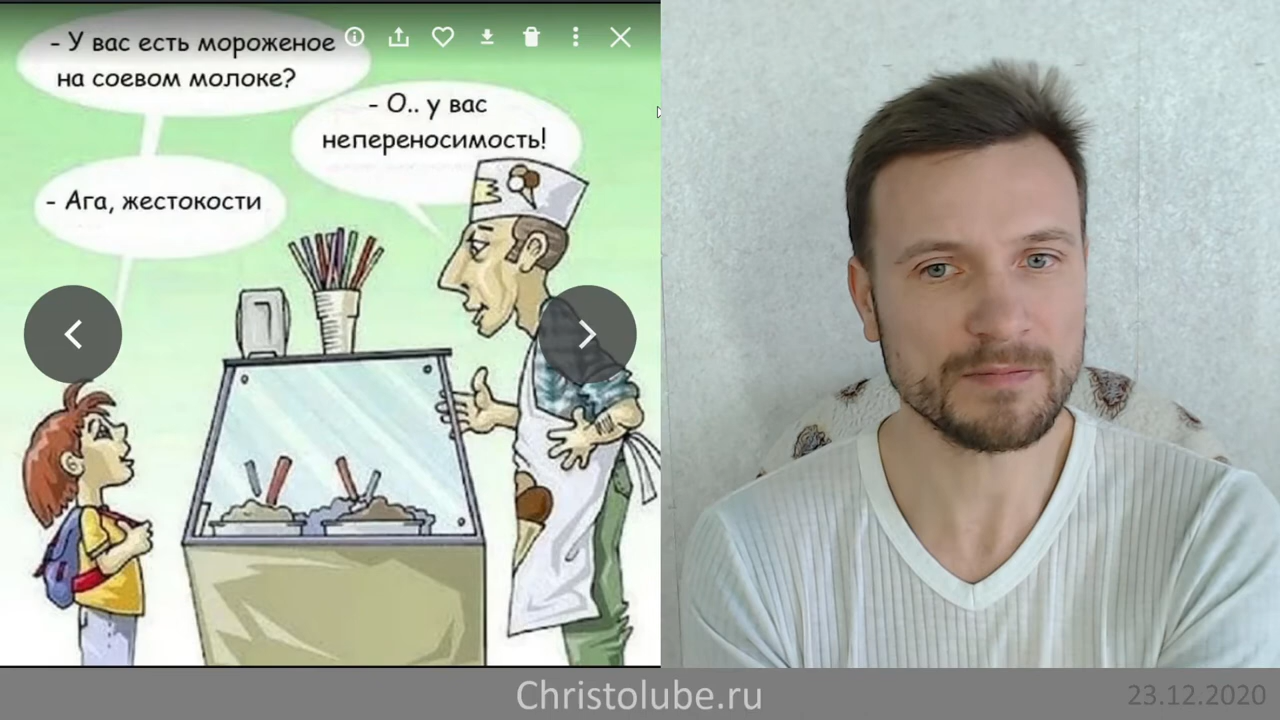 - У вас есть мороженое
на соевом молоке?
- О.. у вас
непереносимость!
- Ага, жестокости
Christolube.ru
23.12.2020